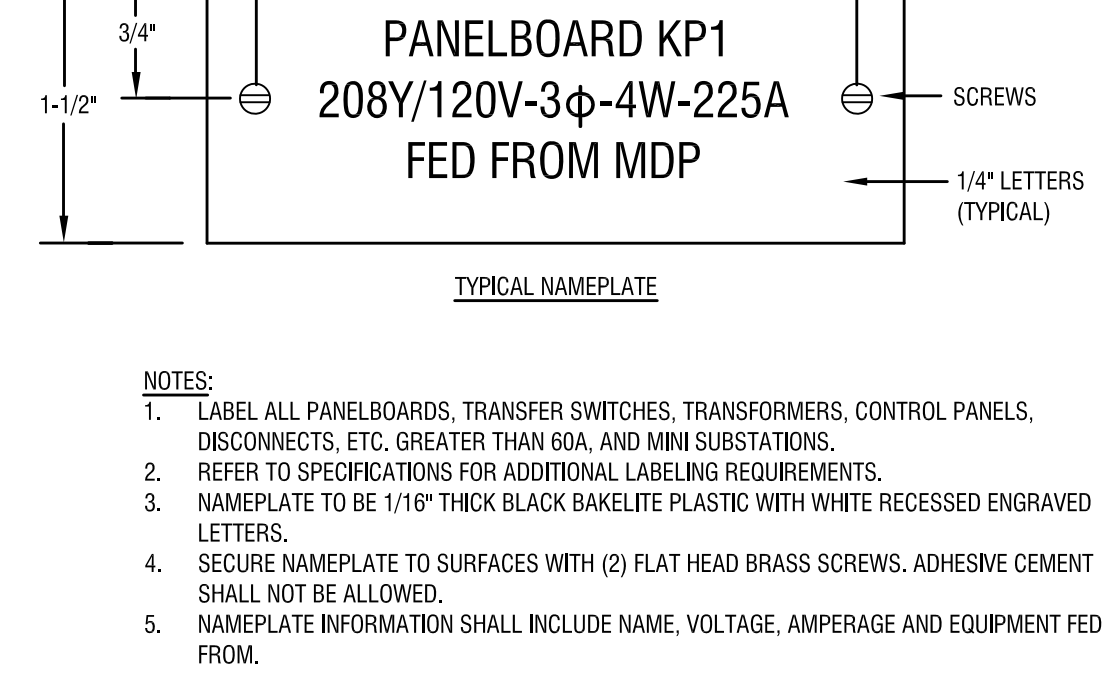 3/4"
PANELBOARD KP1
1-1/2"
208Y/120V-3ϕ-4W-225A
SCREWS
FED FROM MDP
1/4" LETTERS
(TYPICAL)
TYPICAL NAMEPLATE
NOTES:
1. LABEL ALL PANELBOARDS, TRANSFER SWITCHES, TRANSFORMERS, CONTROL PANELS,
DISCONNECTS, ETC. GREATER THAN 60A, AND MINI SUBSTATIONS.
2. REFER TO SPECIFICATIONS FOR ADDITIONAL LABELING REQUIREMENTS.
3. NAMEPLATE TO BE 1/16" THICK BLACK BAKELITE PLASTIC WITH WHITE RECESSED ENGRAVED
LETTERS.
4. SECURE NAMEPLATE TO SURFACES WITH (2) FLAT HEAD BRASS SCREWS. ADHESIVE CEMENT
SHALL NOT BE ALLOWED.
5. NAMEPLATE INFORMATION SHALL INCLUDE NAME, VOLTAGE, AMPERAGE AND EQUIPMENT FED
FROM.